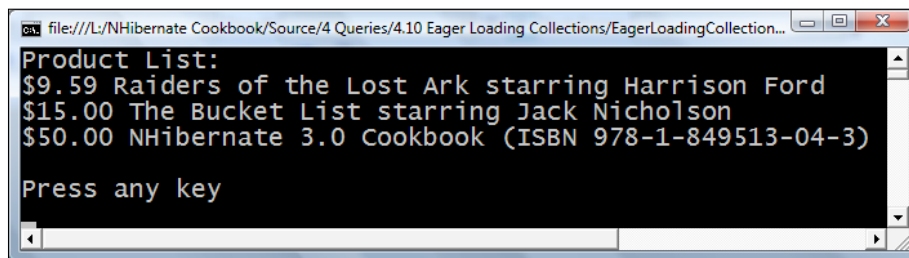 file:///L:/NHibernate Cookbook/Source/4 Queries/4.10 Eager Loading Collections/EagerLoadingCollection...
Product List:
$9.59 Raiders of the Lost Ark starring Harrison Ford
$15.00 The Bucket List starring Jack Nicholson
$50.00 NHibernate 3.0 Cookbook (ISBN 978-1-849513-04-3)
Press any key